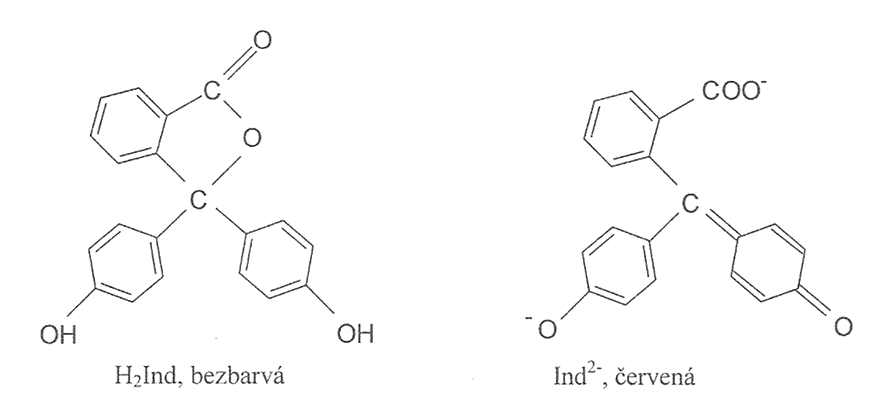 O
C
O
C
OH
OH
H₂Ind, bezbarvá
COO⁻
C
⁻O
O
Ind²⁻, červená